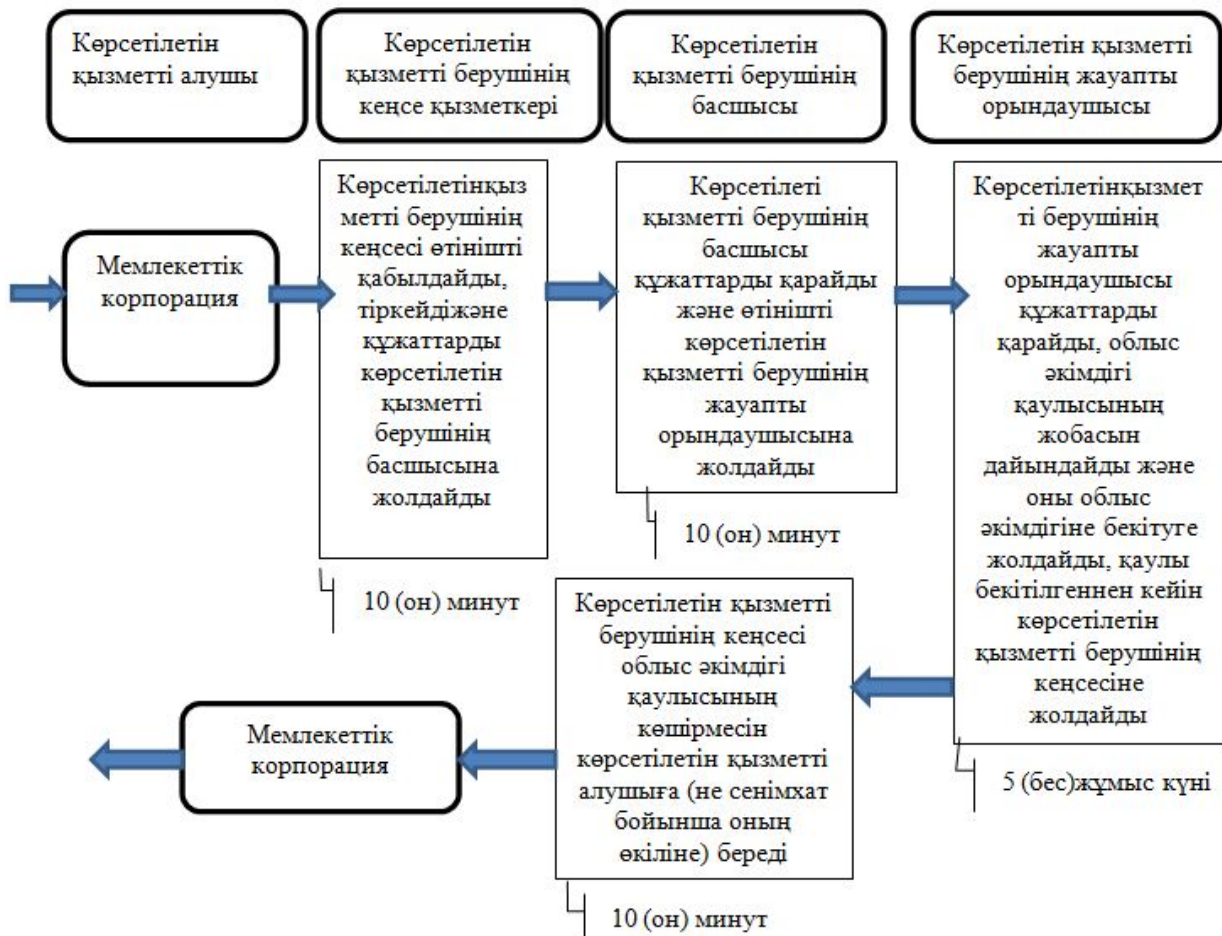 Көрсетілетін
қызметті алушы
Көрсетілетін
қызметті берушінің
кеңсе қызметкері
Көрсетілетін
қызметті берушінің
басшысы
Көрсетілетін қызметті
берушінің жауапты
орындаушысы
Мемлекеттік
корпорация
Көрсетілетінқыз
метті берушінің
кеңсесі өтінішті
қабылдайды,
тіркейдіжәне
құжаттарды
көрсетілетін
қызметті
берушінің
басшысына
жолдайды
10 (он) минут
Көрсетілеті
қызметті берушінің
басшысы
құжаттарды қарайды
және өтінішті
көрсетілетін
қызметті берушінің
жауапты
орындаушысына
жолдайды
10 (он) минут
Көрсетілетінқызмет
ті берушінің
жауапты
орындаушысы
құжаттарды
қарайды, облыс
әкімдігі
қаулысының
жобасын
дайындайды және
оны облыс
әкімдігіне бекітуге
жолдайды, қаулы
бекітілгеннен кейін
көрсетілетін
қызметті берушінің
кеңсесіне
жолдайды
5 (бес)жұмыс күні
Көрсетілетін қызметті
берушінің кеңсесі
облыс әкімдігі
қаулысының
көшірмесін
көрсетілетін қызметті
алушыға (не сенімхат
бойынша оның
өкіліне) береді
10 (он) минут
Мемлекеттік
корпорация